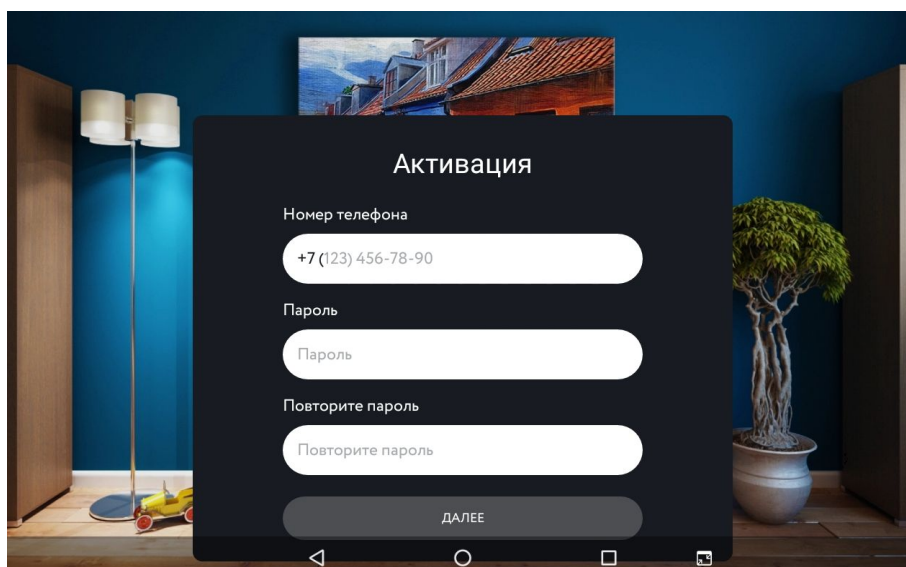 Активация
Номер телефона
+7 (123) 456-78-90
Пароль
Пароль
Повторите пароль
Повторите пароль
ДАЛЕЕ